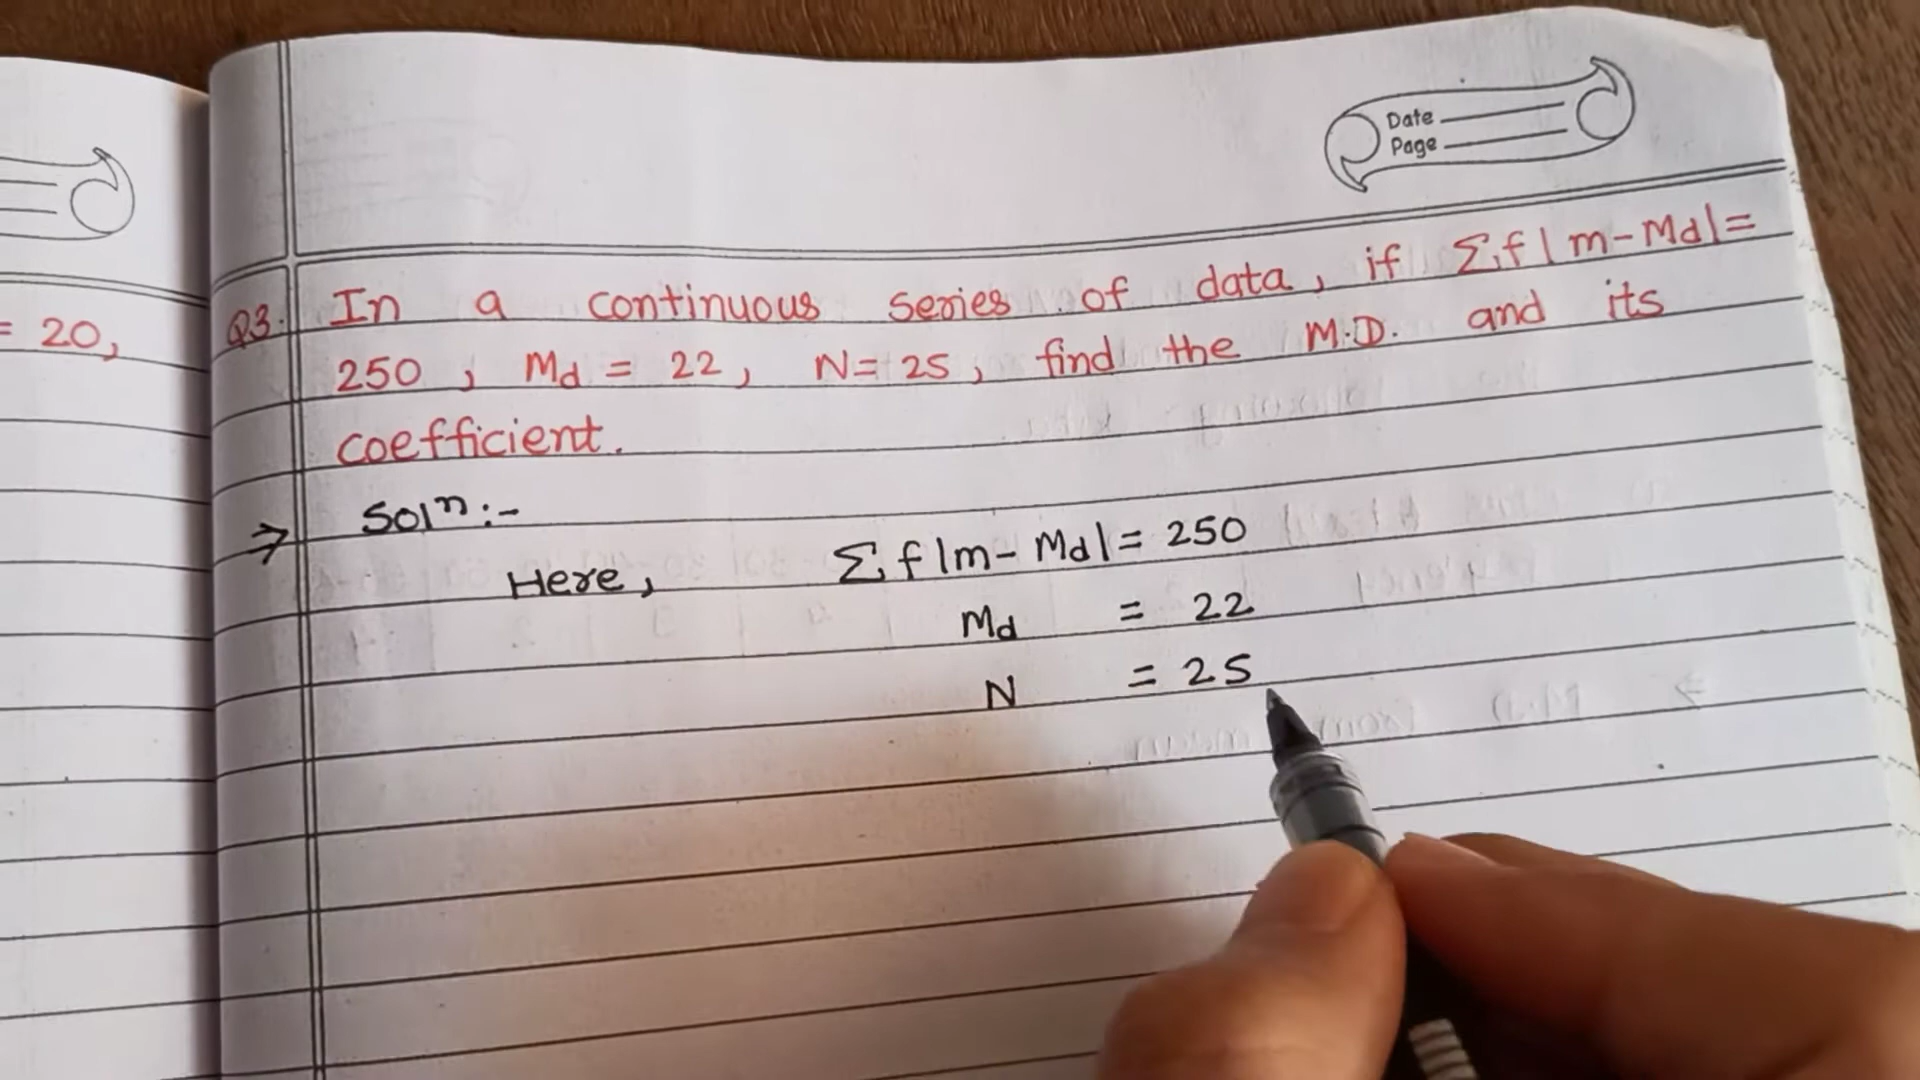 Date
Page
= 20,
Q3. In a continuous series of data, if Σf|m-Md|=
250, Md = 22, N= 25, find the M.D. and its
coefficient.
→ Solⁿ:-
Here, Σf|m-Md|= 250
Md = 22
N = 25